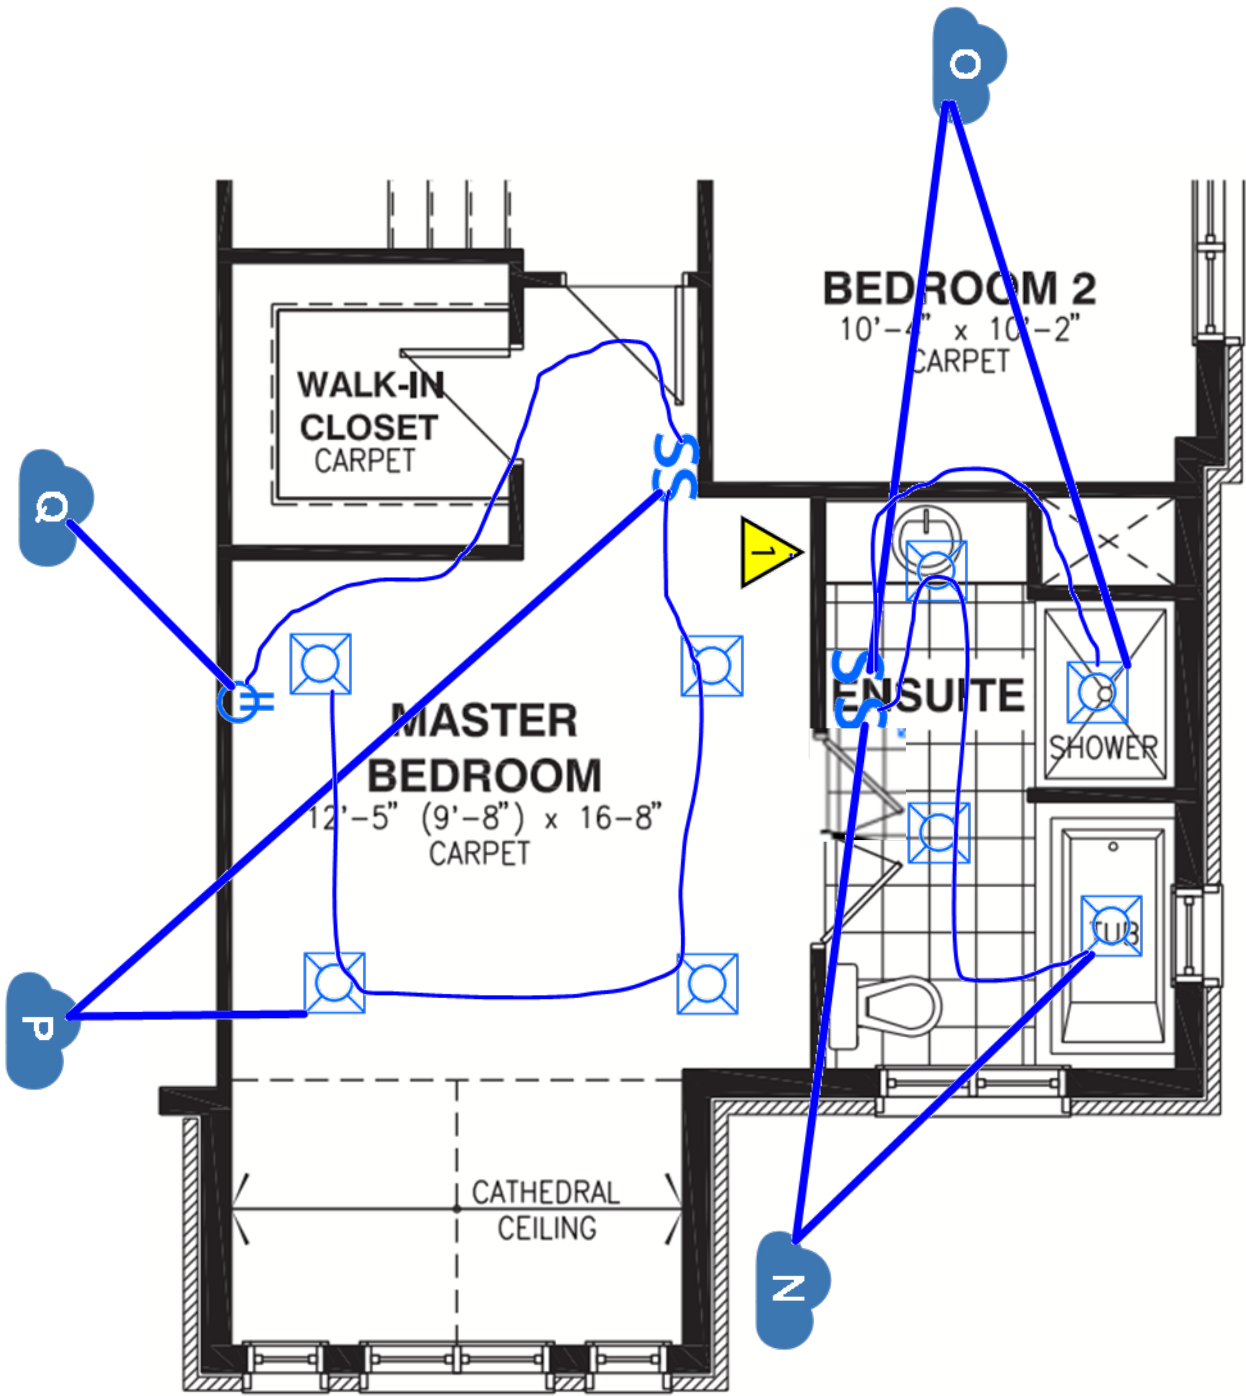 O
BEDROOM 2
10'-4" x 10'-2"
CARPET
WALK-IN
CLOSET
CARPET
SS
Q
1
X
SS
ENSUITE
SHOWER
MASTER
BEDROOM
12'-5" (9'-8") x 16-8"
CARPET
TUB
P
CATHEDRAL
CEILING
N